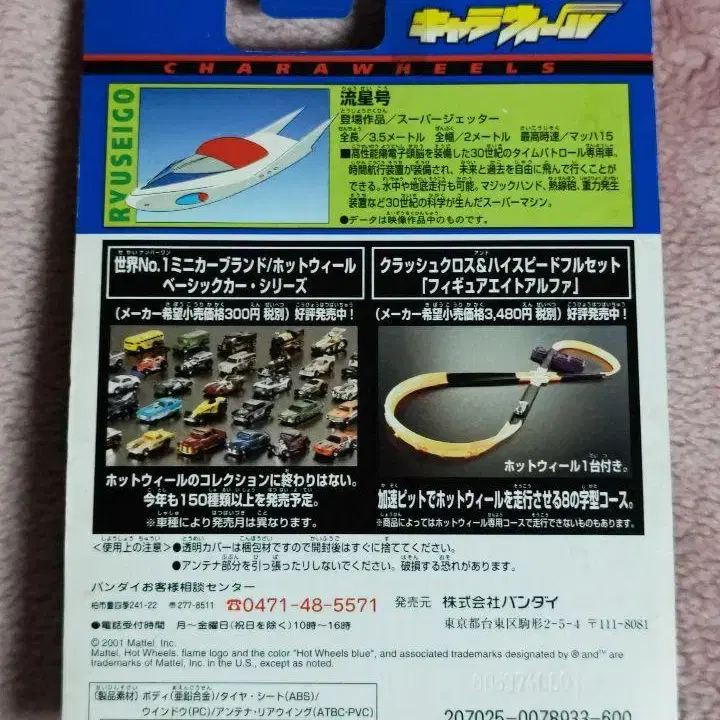 キャラウィール
CHARAWHEELS
RYUSEIGO
流星号
登場作品／スーパージェッター
全長／3.5メートル 全幅／2メートル 最高時速／マッハ15
■高性能陽電子頭脳を装備した30世紀のタイムパトロール専用車。
時間航行装置が装備され、未来と過去を自由に飛んで行くことが
できる。水中や地底走行も可能。マジックハンド、熱線砲、重力発生
装置など30世紀の科学が生んだスーパーマシン。
●データは映像作品中のものです。
世界No.1ミニカーブランド/ホットウィール
ベーシックカー・シリーズ
(メーカー希望小売価格300円 税別) 好評発売中！
ホットウィールのコレクションに終わりはない。
今年も150種類以上を発売予定。
※車種により発売月は異なります。
クラッシュクロス&ハイスピードフルセット
「フィギュアエイトアルファ」
(メーカー希望小売価格3,480円 税別) 好評発売中！
ホットウィール1台付き。
加速ビットでホットウィールを走行させる8の字型コース。
※商品によってはホットウィール専用コースで走行できないものもあります。
＜使用上の注意＞●透明カバーは梱包材ですので開封後はすぐに捨ててください。
●アンテナ部分を引っ張ったりしないでください。破損する恐れがあります。
バンダイお客様相談センター
柏市豊四季241-22 〒277-8511 ☎0471-48-5571
●電話受付時間 月〜金曜日(祝日を除く)10時〜16時
発売元 株式会社バンダイ
東京都台東区駒形2-5-4 〒111-8081
© 2001 Mattel, Inc.
Mattel, Hot Wheels, flame logo and the color "Hot Wheels blue", and associated trademarks designated by ® and ™ are
trademarks of Mattel, Inc. in the U.S., except as noted.
〔製品素材〕ボディ(亜鉛合金)/タイヤ・シート(ABS)/
ウインドウ(PC)/アンテナ・リアウイング(ATBC-PVC)
207025-0078933-600